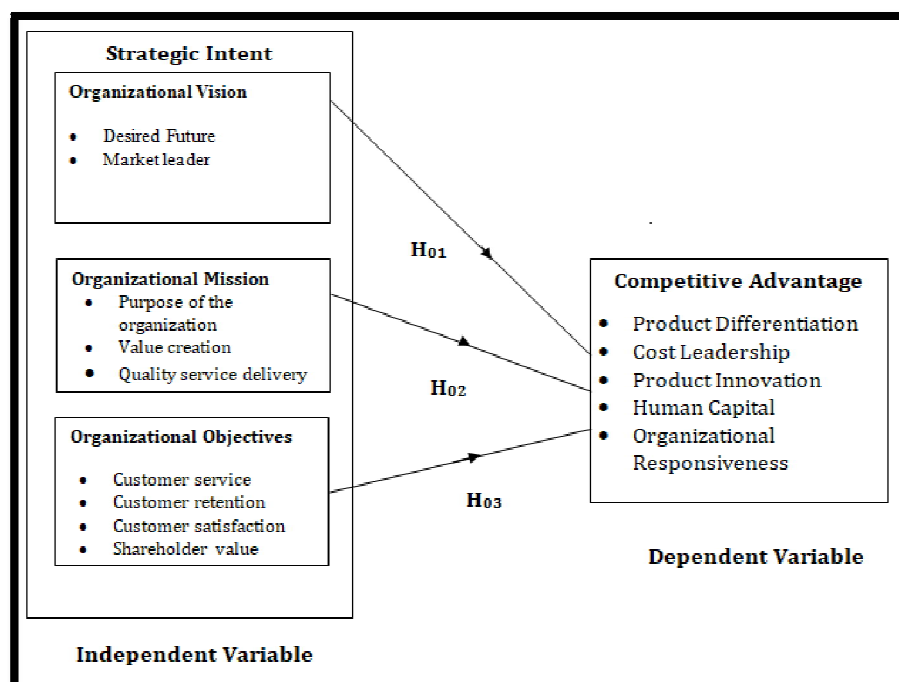 Strategic Intent
Organizational Vision
• Desired Future
• Market leader
Organizational Mission
• Purpose of the
organization
• Value creation
• Quality service delivery
Organizational Objectives
• Customer service
• Customer retention
• Customer satisfaction
• Shareholder value
Independent Variable
H₀₁
H₀₂
H₀₃
Competitive Advantage
• Product Differentiation
• Cost Leadership
• Product Innovation
• Human Capital
• Organizational
Responsiveness
Dependent Variable